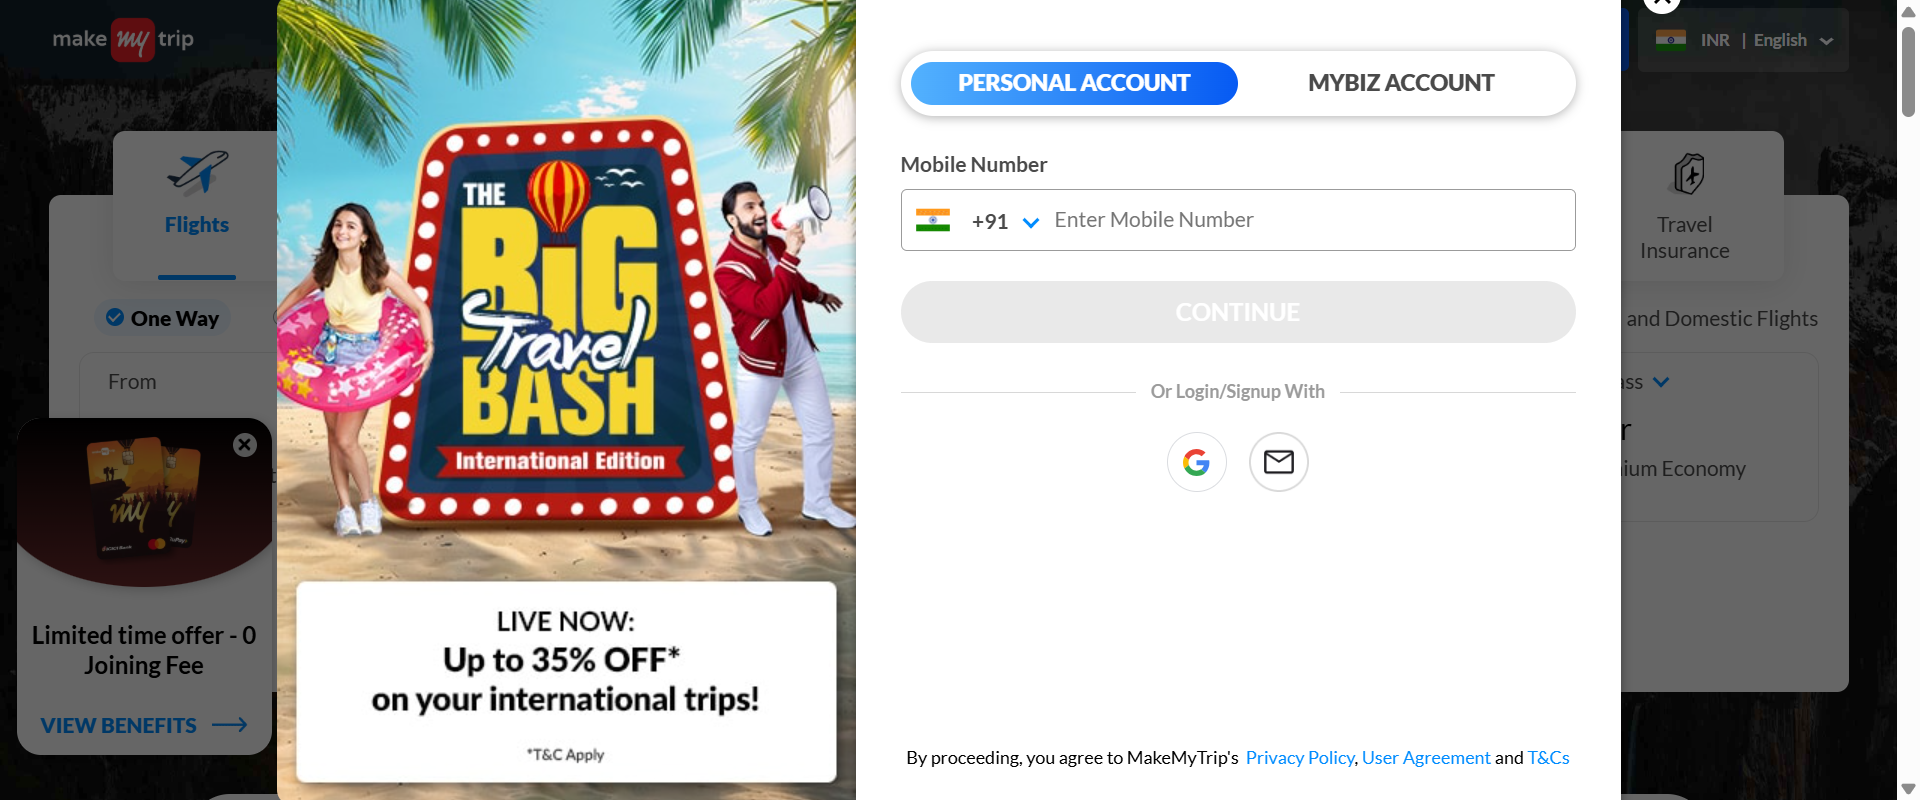 make my trip
INR | English
Flights
One Way
From
Limited time offer - 0
Joining Fee
VIEW BENEFITS
THE
BIG
Travel
BASH
International Edition
LIVE NOW:
Up to 35% OFF*
on your international trips!
*T&C Apply
PERSONAL ACCOUNT
MYBIZ ACCOUNT
Mobile Number
+91
Enter Mobile Number
CONTINUE
Or Login/Signup With
By proceeding, you agree to MakeMyTrip's Privacy Policy, User Agreement and T&Cs
Travel
Insurance
and Domestic Flights
Economy